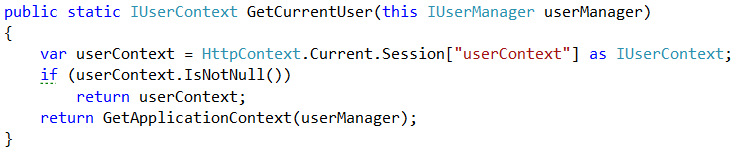 public static IUserContext GetCurrentUser(this IUserManager userManager)
{
    var userContext = HttpContext.Current.Session["userContext"] as IUserContext;
    if (userContext.IsNotNull())
        return userContext;
    return GetApplicationContext(userManager);
}